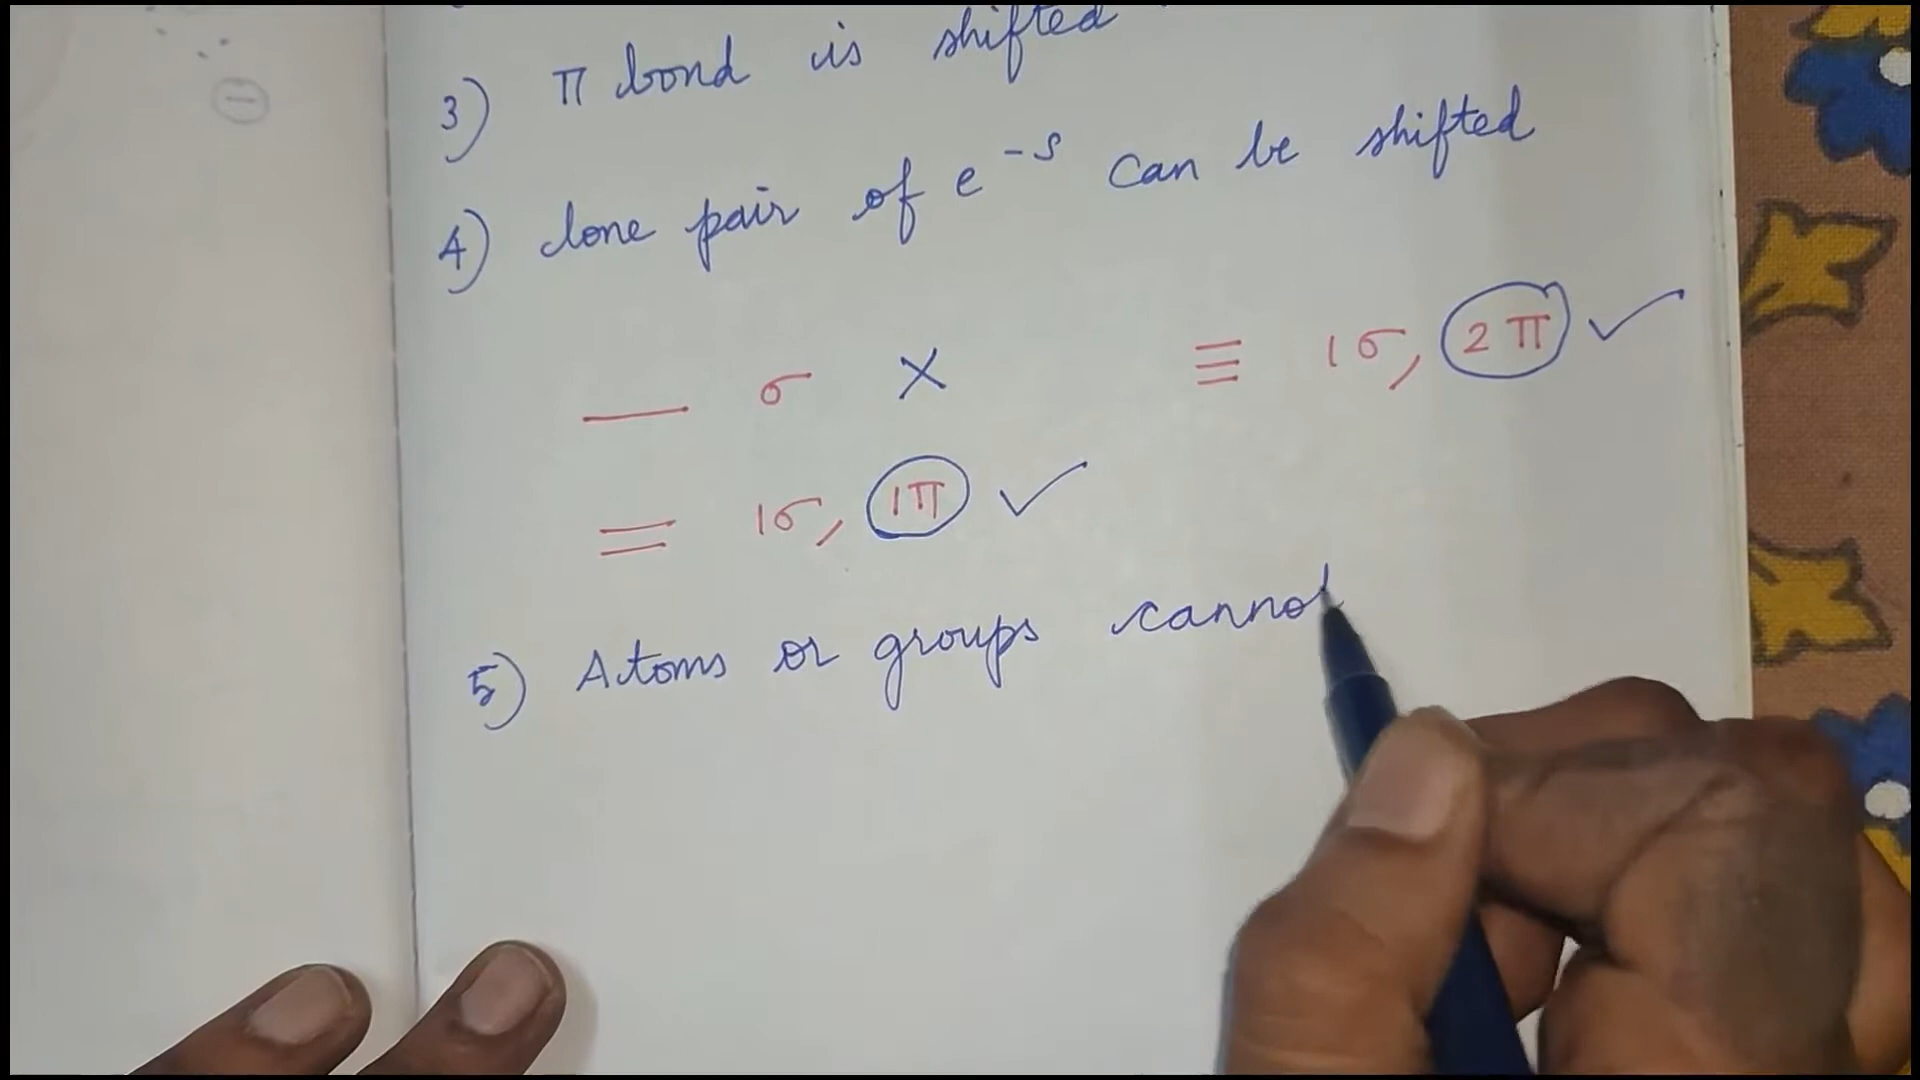 3) π bond is shifted
4) lone pair of e⁻s can be shifted
— σ × ≡ 1σ, 2π ✓
= 1σ, 1π ✓
5) Atoms or groups cannot